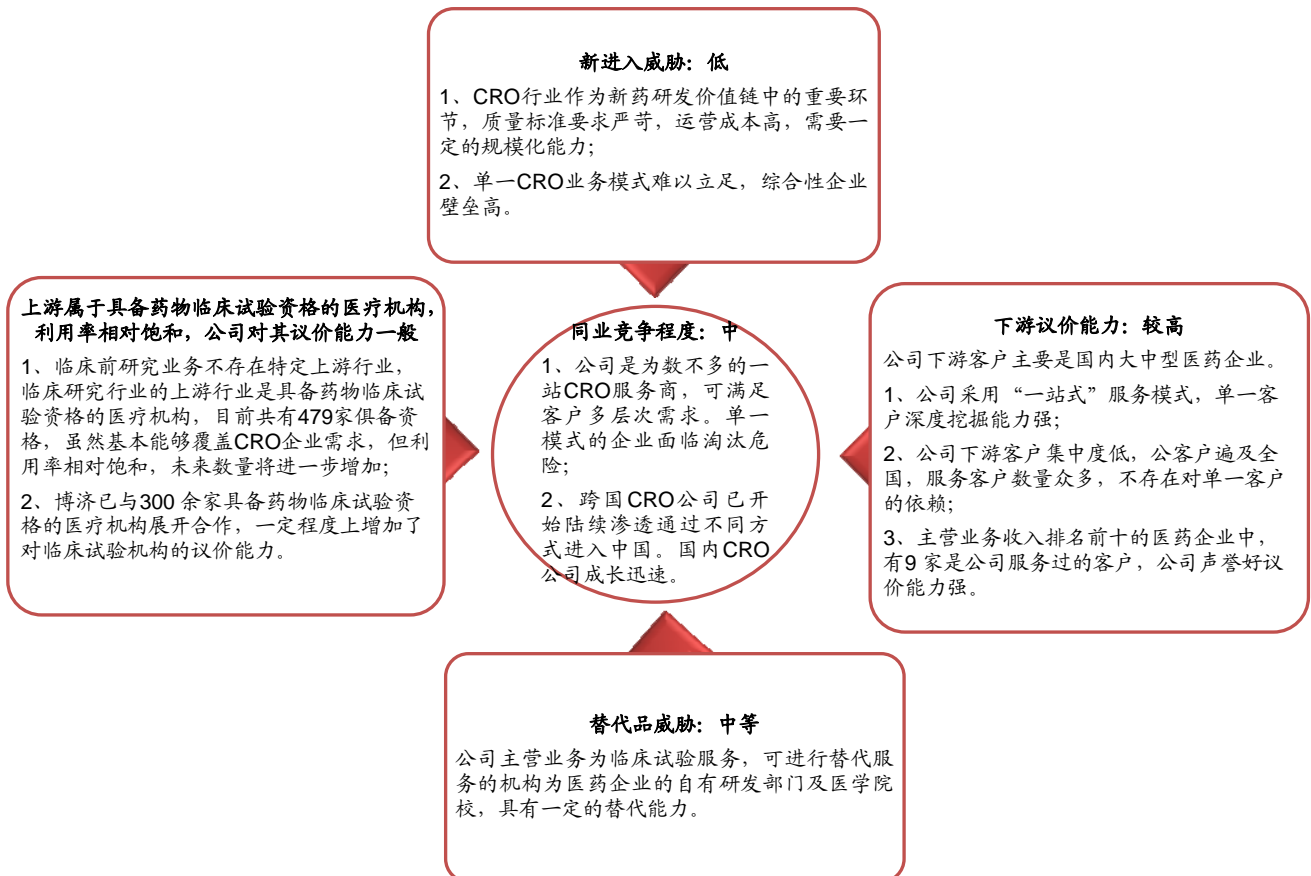 新进入威胁：低
1、CRO行业作为新药研发价值链中的重要环
节，质量标准要求严苛，运营成本高，需要一
定的规模化能力；
2、单一CRO业务模式难以立足，综合性企业
壁垒高。
上游属于具备药物临床试验资格的医疗机构，
利用率相对饱和，公司对其议价能力一般
1、临床前研究业务不存在特定上游行业，
临床研究行业的上游行业是具备药物临床试
验资格的医疗机构，目前共有479家俱备资
格，虽然基本能够覆盖CRO企业需求，但利
用率相对饱和，未来数量将进一步增加；
2、博济已与300 余家具备药物临床试验资
格的医疗机构展开合作，一定程度上增加了
对临床试验机构的议价能力。
同业竞争程度：中
1、公司是为数不多的一
站CRO服务商，可满足
客户多层次需求。单一
模式的企业面临淘汰危
险；
2、跨国CRO公司已开
始陆续渗透通过不同方
式进入中国。国内CRO
公司成长迅速。
下游议价能力：较高
公司下游客户主要是国内大中型医药企业。
1、公司采用“一站式”服务模式，单一客
户深度挖掘能力强；
2、公司下游客户集中度低，公客户遍及全
国，服务客户数量众多，不存在对单一客户
的依赖；
3、主营业务收入排名前十的医药企业中，
有9 家是公司服务过的客户，公司声誉好议
价能力强。
替代品威胁：中等
公司主营业务为临床试验服务，可进行替代服
务的机构为医药企业的自有研发部门及医学院
校，具有一定的替代能力。